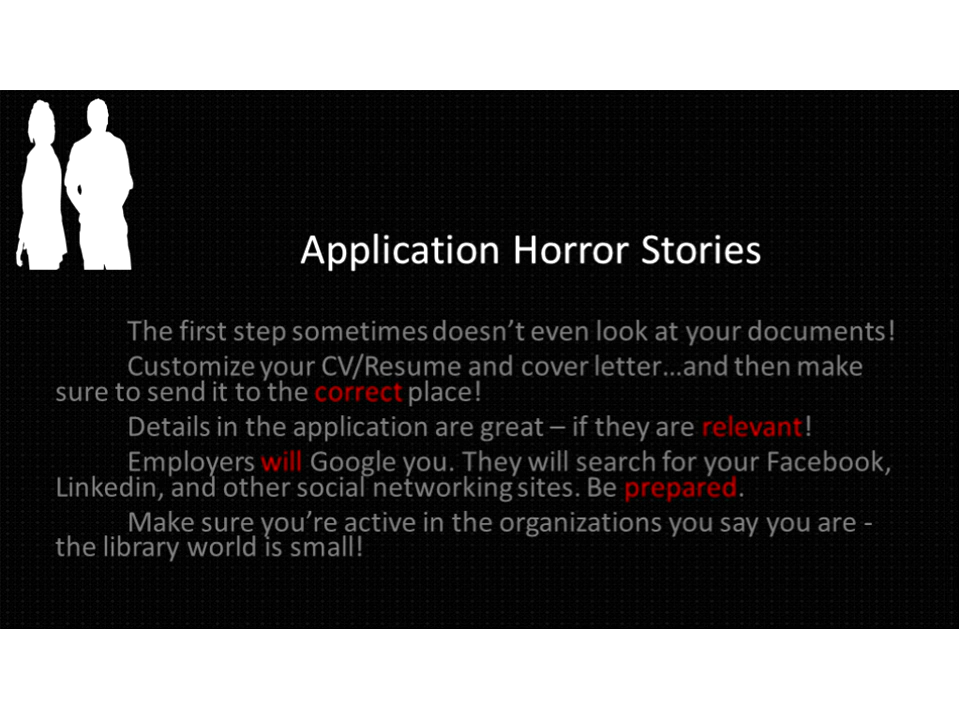 Application Horror Stories
The first step sometimes doesn’t even look at your documents!
Customize your CV/Resume and cover letter…and then make
sure to send it to the correct place!
Details in the application are great – if they are relevant!
Employers will Google you. They will search for your Facebook,
Linkedin, and other social networking sites. Be prepared.
Make sure you’re active in the organizations you say you are -
the library world is small!